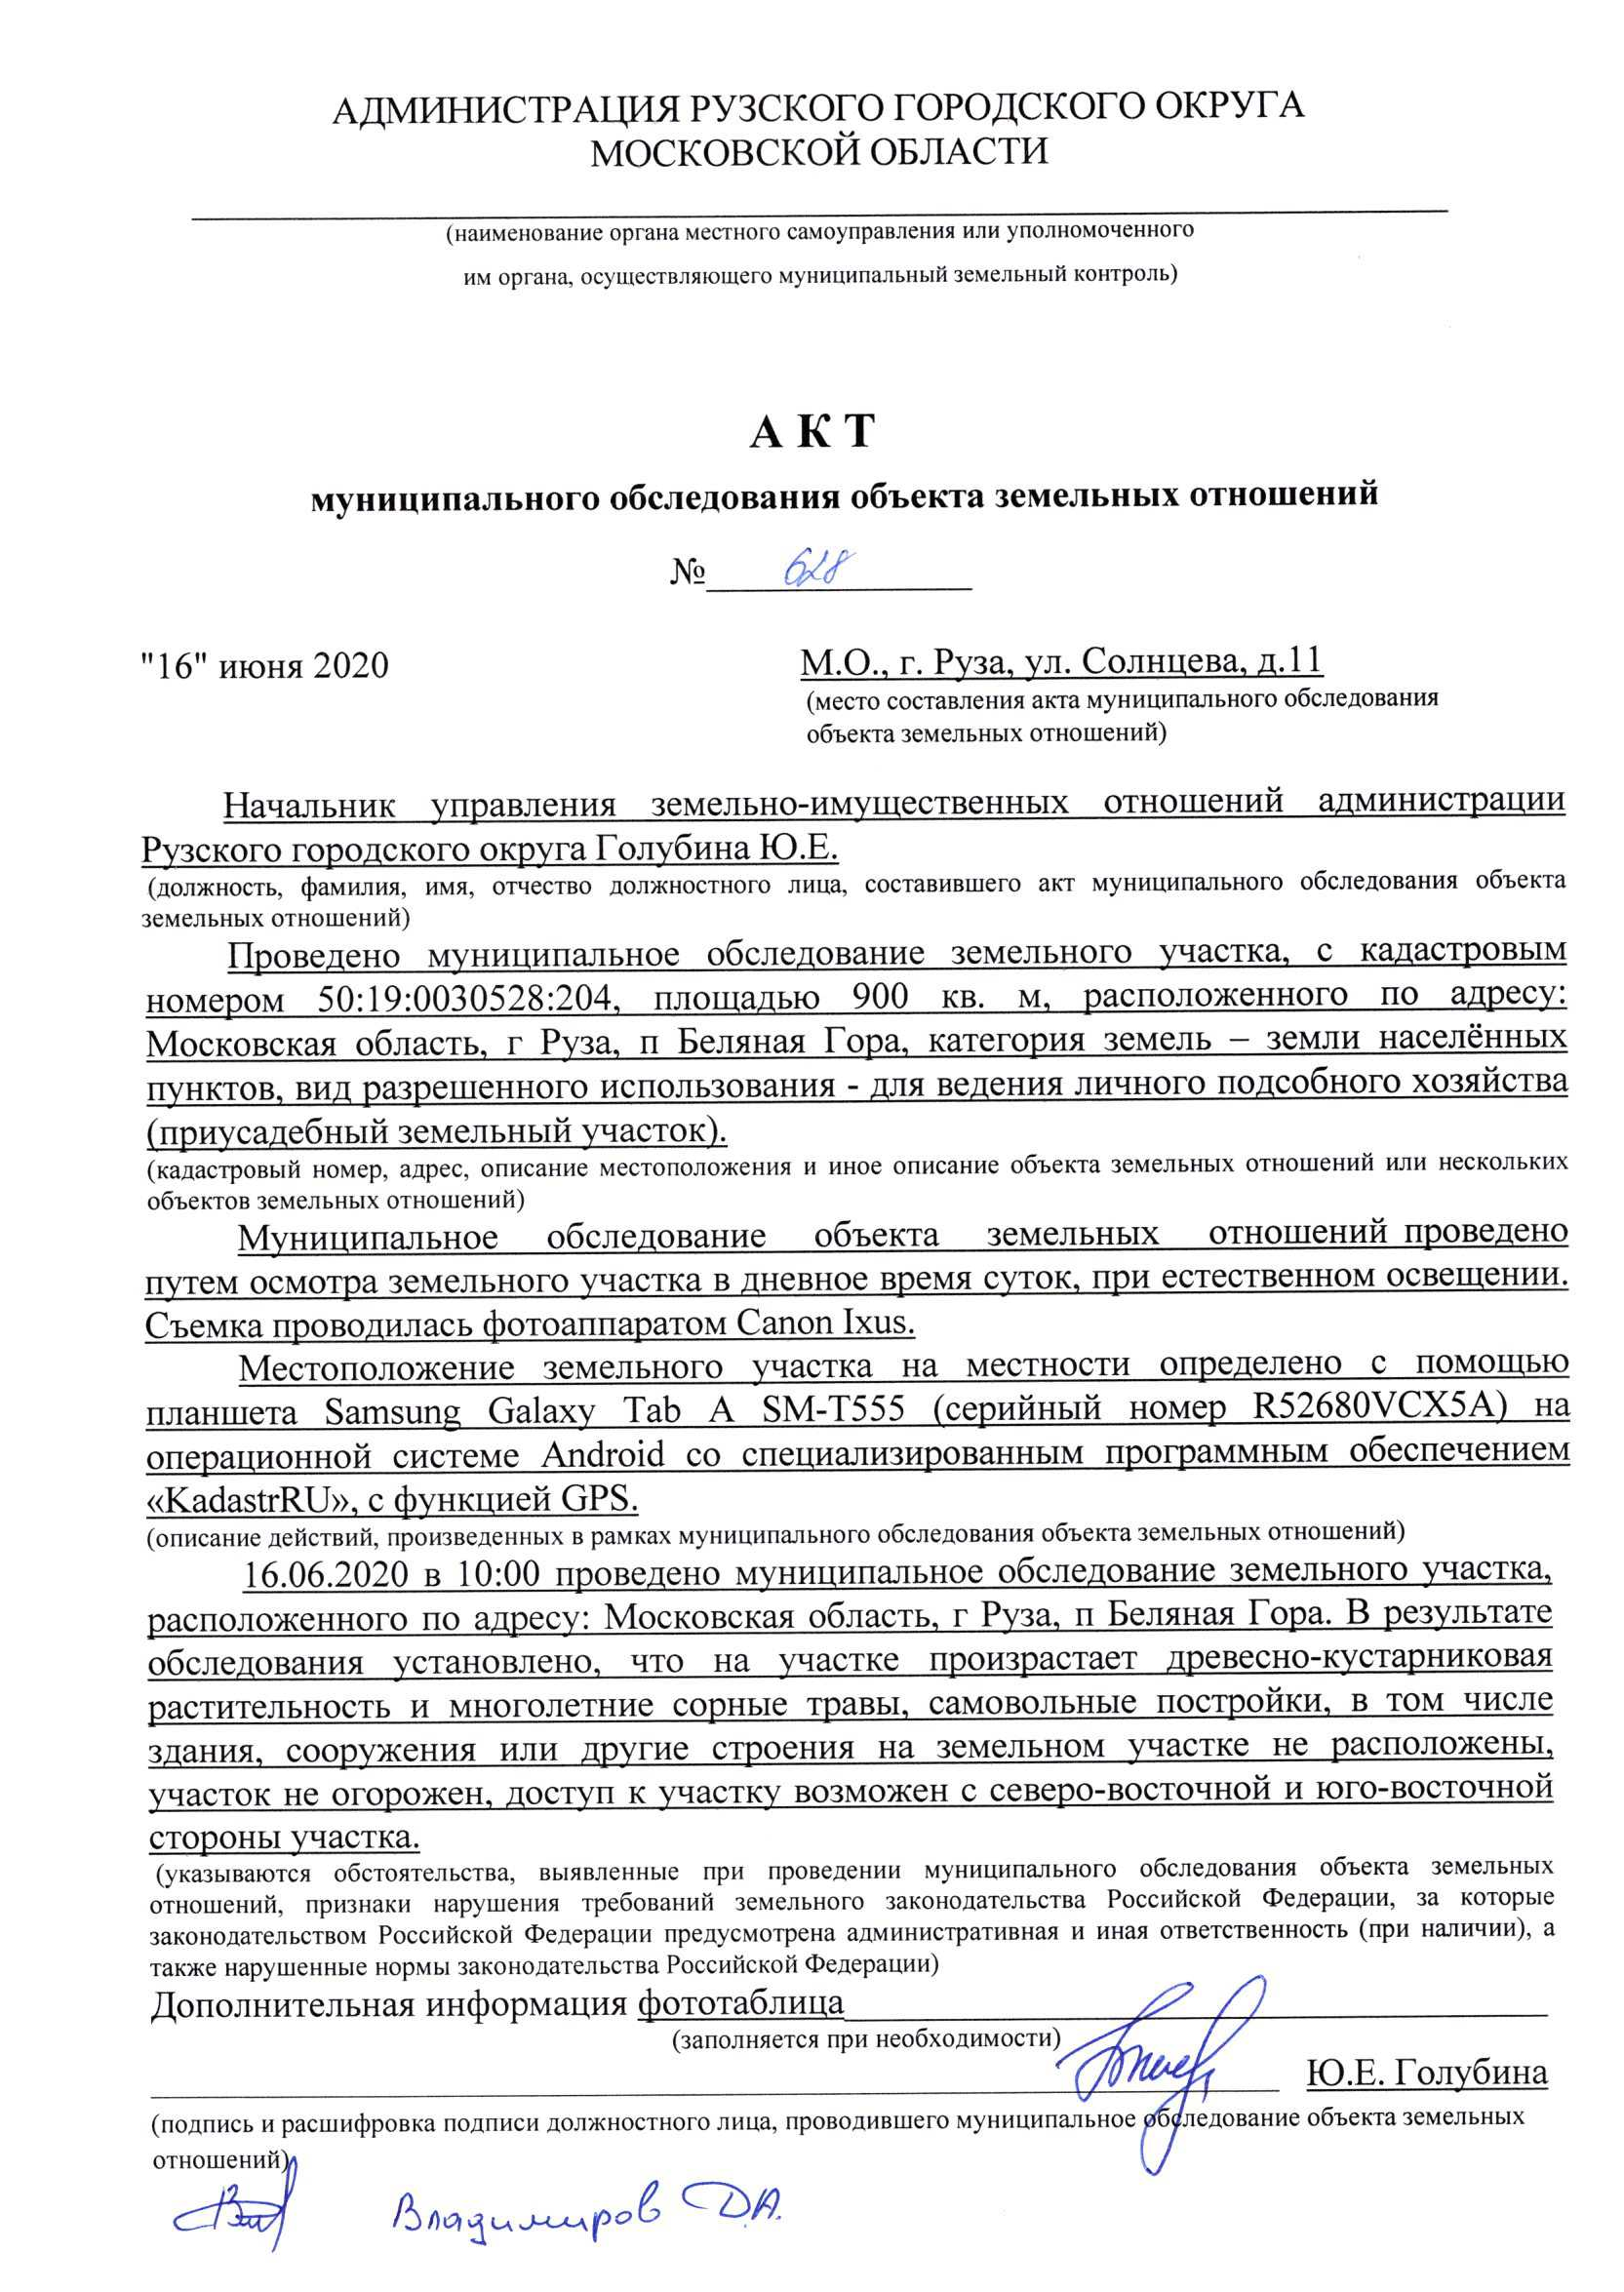 АДМИНИСТРАЦИЯ РУЗСКОГО ГОРОДСКОГО ОКРУГА
МОСКОВСКОЙ ОБЛАСТИ
(наименование органа местного самоуправления или уполномоченного
им органа, осуществляющего муниципальный земельный контроль)
А К Т
муниципального обследования объекта земельных отношений
№ 628
"16" июня 2020
М.О., г. Руза, ул. Солнцева, д.11
(место составления акта муниципального обследования
объекта земельных отношений)
Начальник управления земельно-имущественных отношений администрации
Рузского городского округа Голубина Ю.Е.
(должность, фамилия, имя, отчество должностного лица, составившего акт муниципального обследования объекта
земельных отношений)
Проведено муниципальное обследование земельного участка, с кадастровым
номером 50:19:0030528:204, площадью 900 кв. м, расположенного по адресу:
Московская область, г Руза, п Беляная Гора, категория земель – земли населённых
пунктов, вид разрешенного использования - для ведения личного подсобного хозяйства
(приусадебный земельный участок).
(кадастровый номер, адрес, описание местоположения и иное описание объекта земельных отношений или нескольких
объектов земельных отношений)
Муниципальное обследование объекта земельных отношений проведено
путем осмотра земельного участка в дневное время суток, при естественном освещении.
Съемка проводилась фотоаппаратом Canon Ixus.
Местоположение земельного участка на местности определено с помощью
планшета Samsung Galaxy Tab A SM-T555 (серийный номер R52680VCX5A) на
операционной системе Android со специализированным программным обеспечением
«KadastrRU», с функцией GPS.
(описание действий, произведенных в рамках муниципального обследования объекта земельных отношений)
16.06.2020 в 10:00 проведено муниципальное обследование земельного участка,
расположенного по адресу: Московская область, г Руза, п Беляная Гора. В результате
обследования установлено, что на участке произрастает древесно-кустарниковая
растительность и многолетние сорные травы, самовольные постройки, в том числе
здания, сооружения или другие строения на земельном участке не расположены,
участок не огорожен, доступ к участку возможен с северо-восточной и юго-восточной
стороны участка.
(указываются обстоятельства, выявленные при проведении муниципального обследования объекта земельных
отношений, признаки нарушения требований земельного законодательства Российской Федерации, за которые
законодательством Российской Федерации предусмотрена административная и иная ответственность (при наличии), а
также нарушенные нормы законодательства Российской Федерации)
Дополнительная информация фототаблица
(заполняется при необходимости)
Ю.Е. Голубина
(подпись и расшифровка подписи должностного лица, проводившего муниципальное обследование объекта земельных
отношений)
Владимиров Д.А.